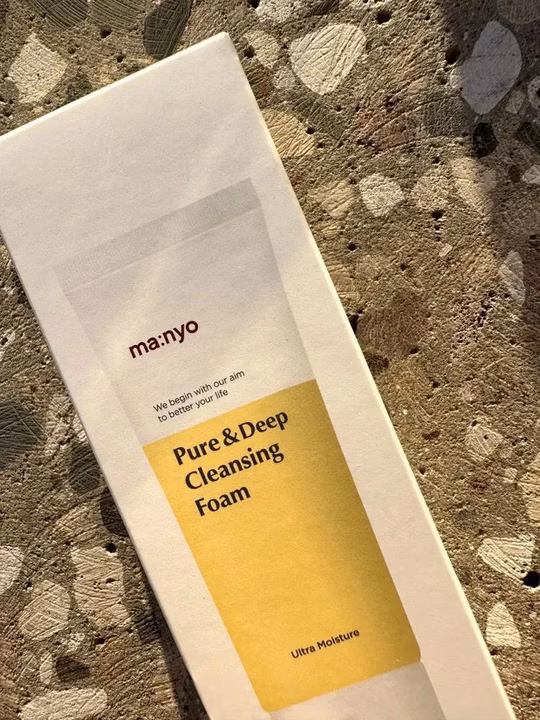 ma:nyo
We begin with our aim
to better your life
Pure & Deep
Cleansing
Foam
Ultra Moisture